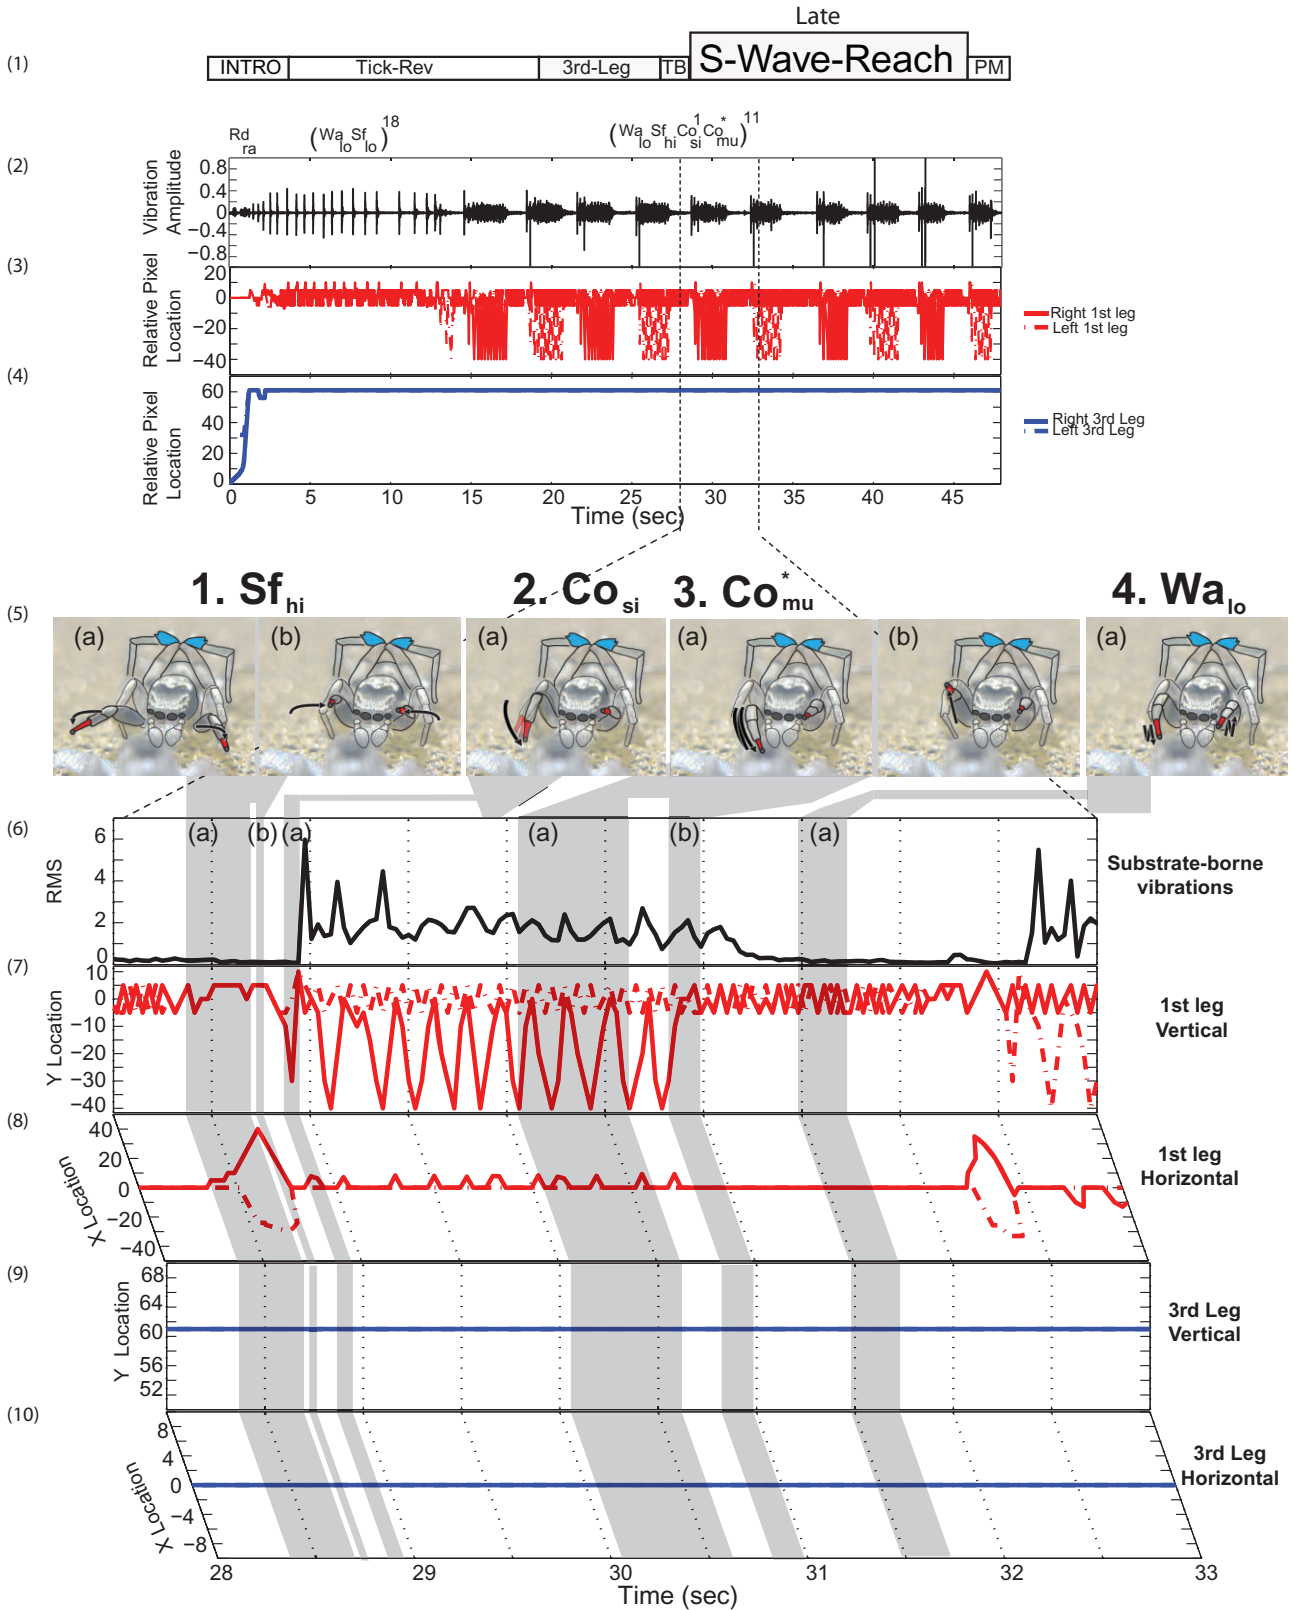 Late
(1)
INTRO Tick-Rev 3rd-Leg TB S-Wave-Reach PM
Rd ra (Wa lo Sf lo) 18 (Wa lo Sf hi Co si 1 Co mu *) 11
(2)
Vibration Amplitude
0.8
0.4
0
−0.4
−0.8
(3)
Relative Pixel Location
20
0
−20
−40
Right 1st leg
Left 1st leg
(4)
Relative Pixel Location
60
40
20
0
Right 3rd Leg
Left 3rd Leg
0 5 10 15 20 25 30 35 40 45
Time (sec)
1. Sf hi 2. Co si 3. Co mu * 4. Wa lo
(5)
(a) (b) (a) (a) (b) (a)
(6)
RMS
6
4
2
0
(a) (b) (a) (a) (b) (a)
Substrate-borne vibrations
(7)
Y Location
10
0
−10
−20
−30
−40
1st leg Vertical
(8)
X Location
40
20
0
−20
−40
1st leg Horizontal
(9)
Y Location
68
64
60
56
52
3rd Leg Vertical
(10)
X Location
8
4
0
−4
−8
3rd Leg Horizontal
28 29 30 31 32 33
Time (sec)